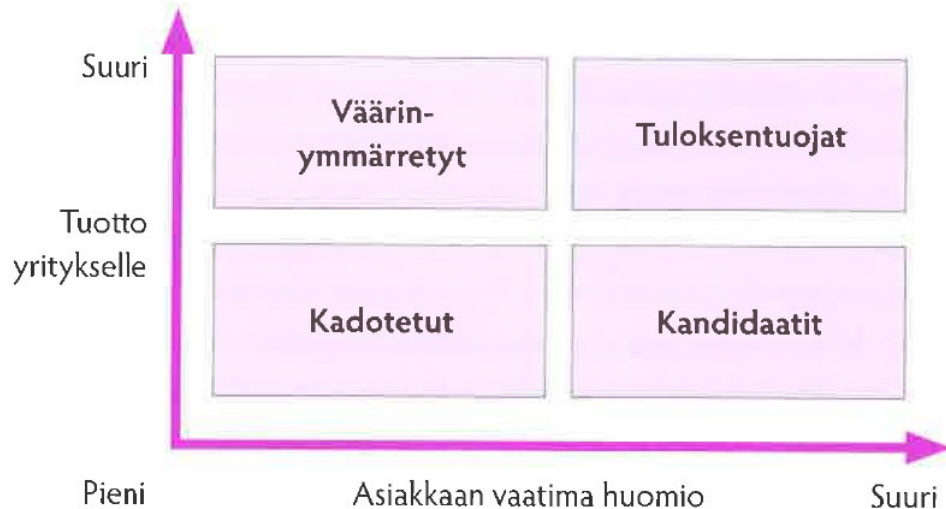 Suuri
Väärin-
ymmärretyt
Tuloksentuojat
Tuotto
yritykselle
Kadotetut
Kandidaatit
Pieni
Asiakkaan vaatima huomio
Suuri